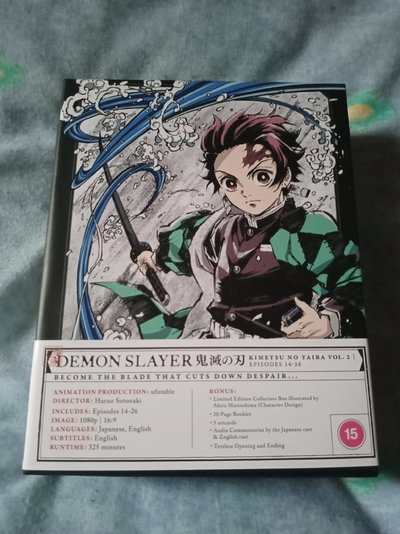 DEMON SLAYER 鬼滅の刃 KIMETSU NO YAIBA VOL. 2 |
EPISODES 14-26
BECOME THE BLADE THAT CUTS DOWN DESPAIR...
ANIMATION PRODUCTION: ufotable
DIRECTOR: Haruo Sotozaki
INCLUDES: Episodes 14-26
IMAGE: 1080p | 16:9
LANGUAGES: Japanese, English
SUBTITLES: English
RUNTIME: 325 minutes
BONUS:
• Limited Edition Collectors Box illustrated by
Akira Matsushima (Character Design)
• 20 Page Booklet
• 5 artcards
• Audio Commentaries by the Japanese cast
& English cast
• Textless Opening and Ending
15